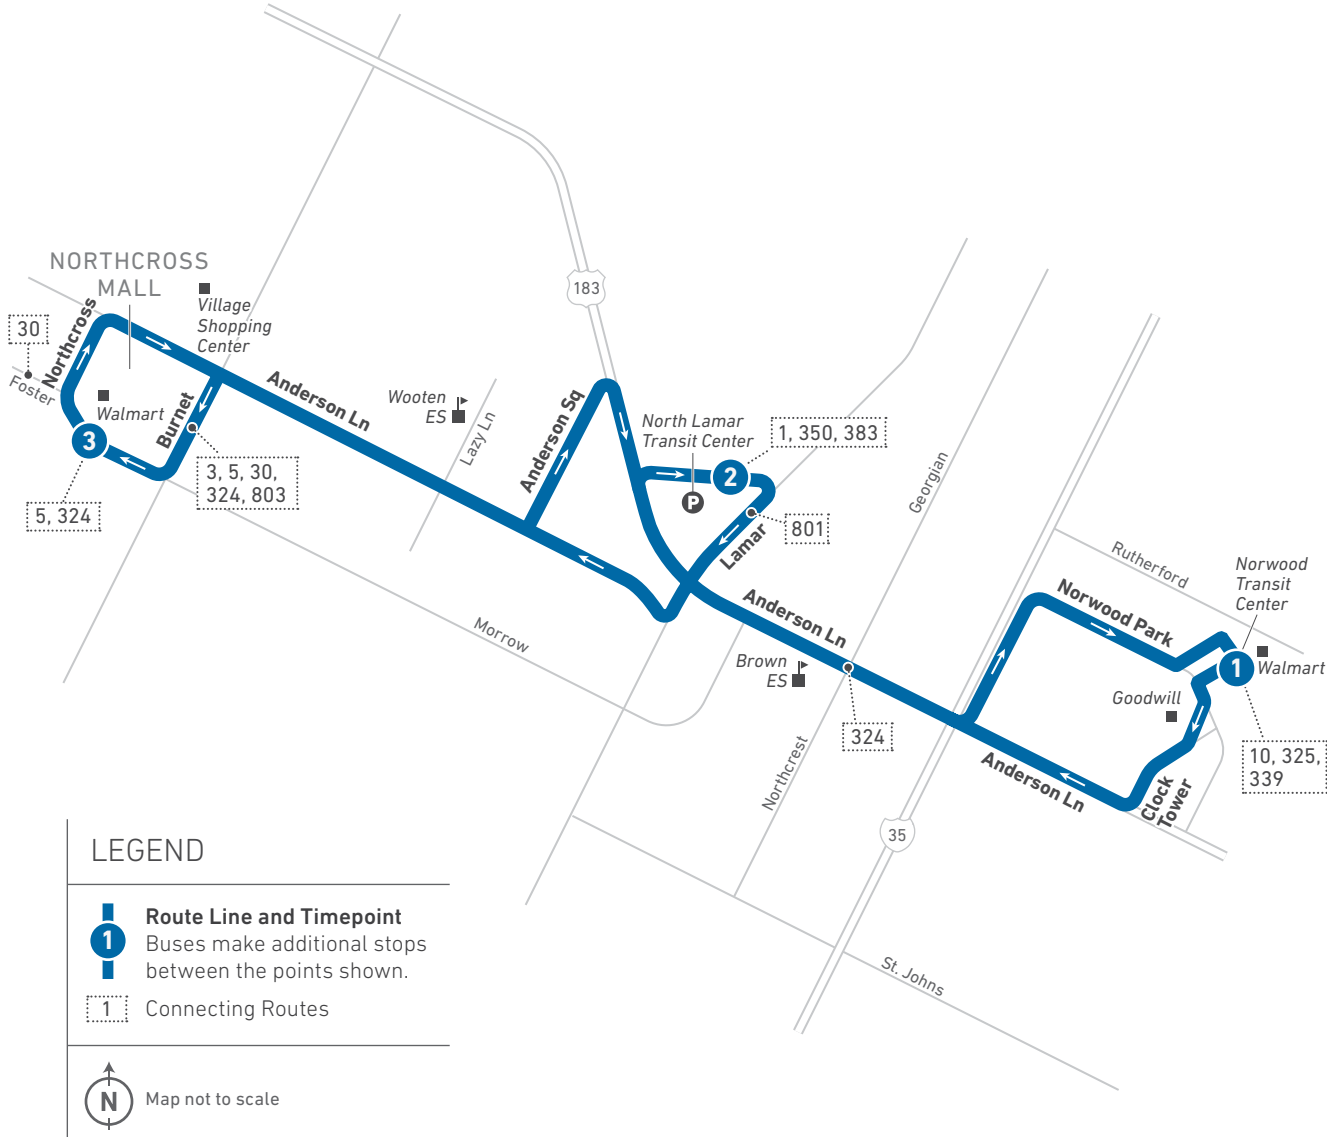 183
NORTHCROSS
MALL
Village
Shopping
Center
30
Northcross
Foster
Walmart
Burnet
3
5, 324
3, 5, 30,
324, 803
Anderson Ln
Wooten
ES
Lazy Ln
Anderson Sq
North Lamar
Transit Center
1, 350, 383
2
P
801
Lamar
Georgian
Anderson Ln
Morrow
Brown
ES
324
Northcrest
Rutherford
Norwood Park
Norwood
Transit
Center
1
Walmart
Goodwill
10, 325,
339
Anderson Ln
Clock
Tower
35
St. Johns
LEGEND
1
Route Line and Timepoint
Buses make additional stops
between the points shown.
1
Connecting Routes
N
Map not to scale